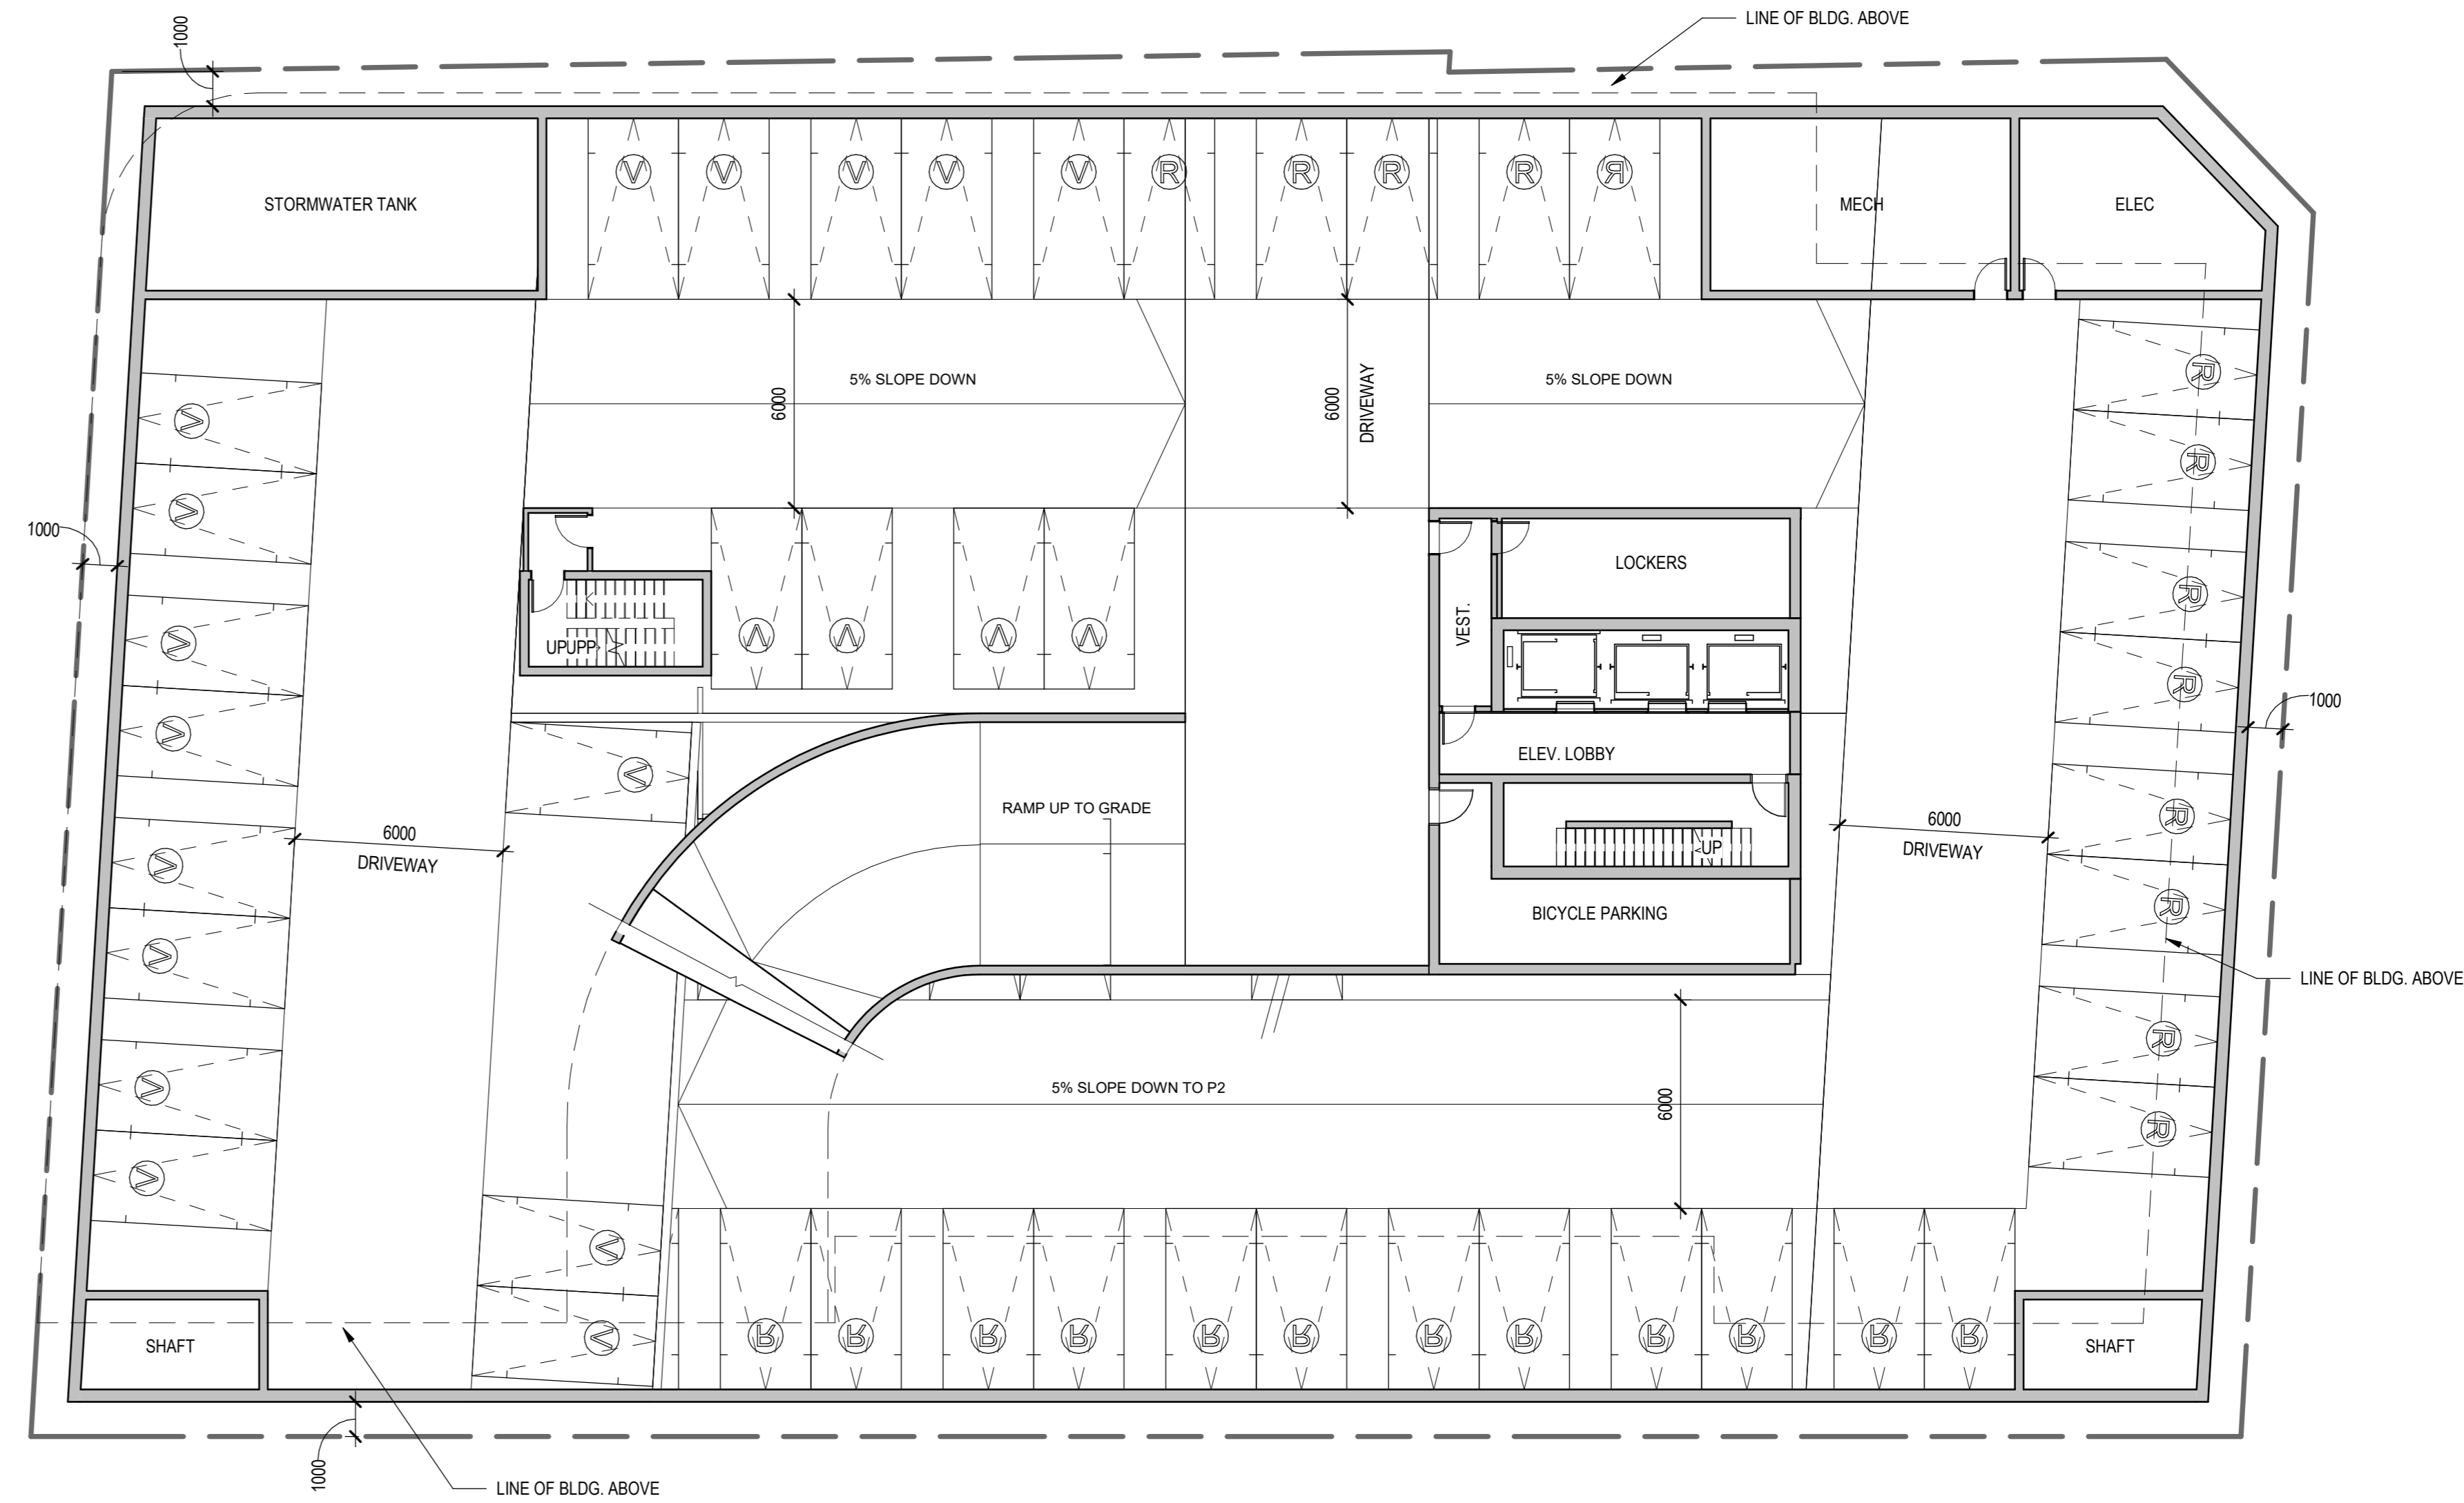 1000
LINE OF BLDG. ABOVE
V V V V V R R R R R
STORMWATER TANK
MECH
ELEC
5% SLOPE DOWN
6000
6000
DRIVEWAY
5% SLOPE DOWN
R
V
R
V
1000
LOCKERS
R
V
VEST.
V V V V
UPUPP
R
1000
V
ELEV. LOBBY
V
RAMP UP TO GRADE
R
6000
DRIVEWAY
6000
DRIVEWAY
UP
V
R
BICYCLE PARKING
V
LINE OF BLDG. ABOVE
R
V
5% SLOPE DOWN TO P2
6000
R
V
V
V
R R R R R R R R R R R R
SHAFT
SHAFT
1000
LINE OF BLDG. ABOVE